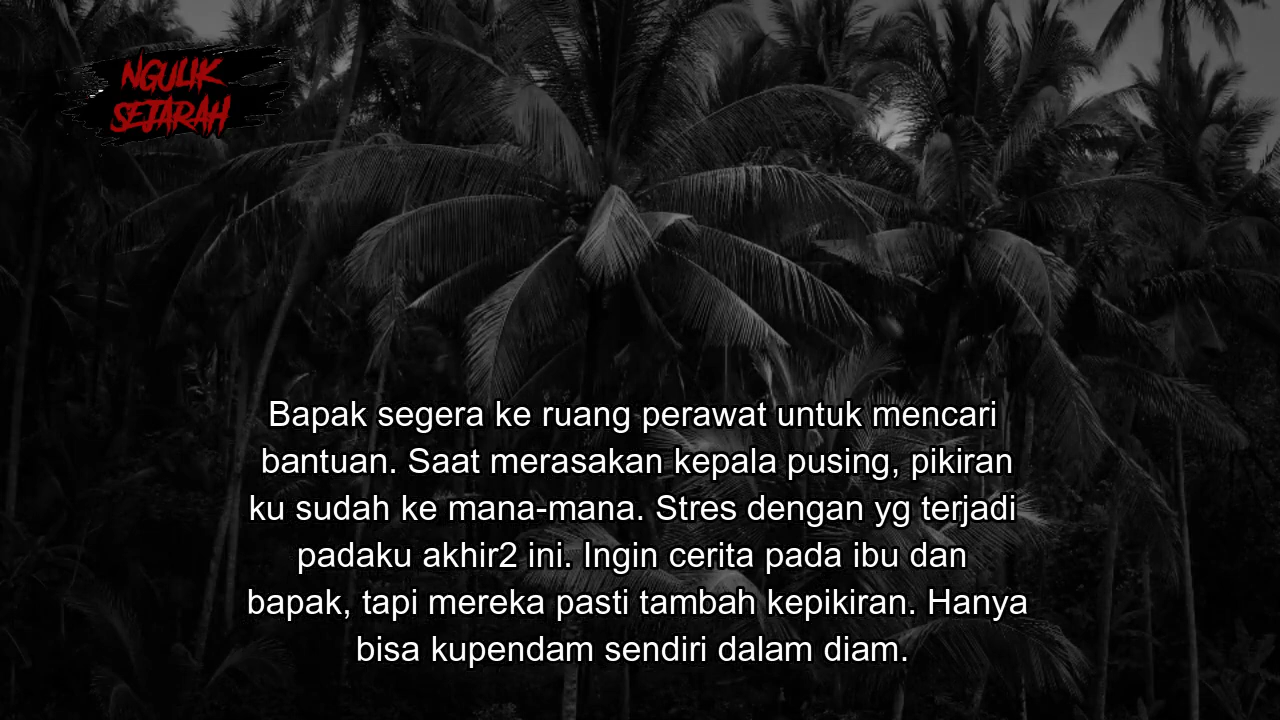 NGULIK
SEJARAH
Bapak segera ke ruang perawat untuk mencari
bantuan. Saat merasakan kepala pusing, pikiran
ku sudah ke mana-mana. Stres dengan yg terjadi
padaku akhir2 ini. Ingin cerita pada ibu dan
bapak, tapi mereka pasti tambah kepikiran. Hanya
bisa kupendam sendiri dalam diam.